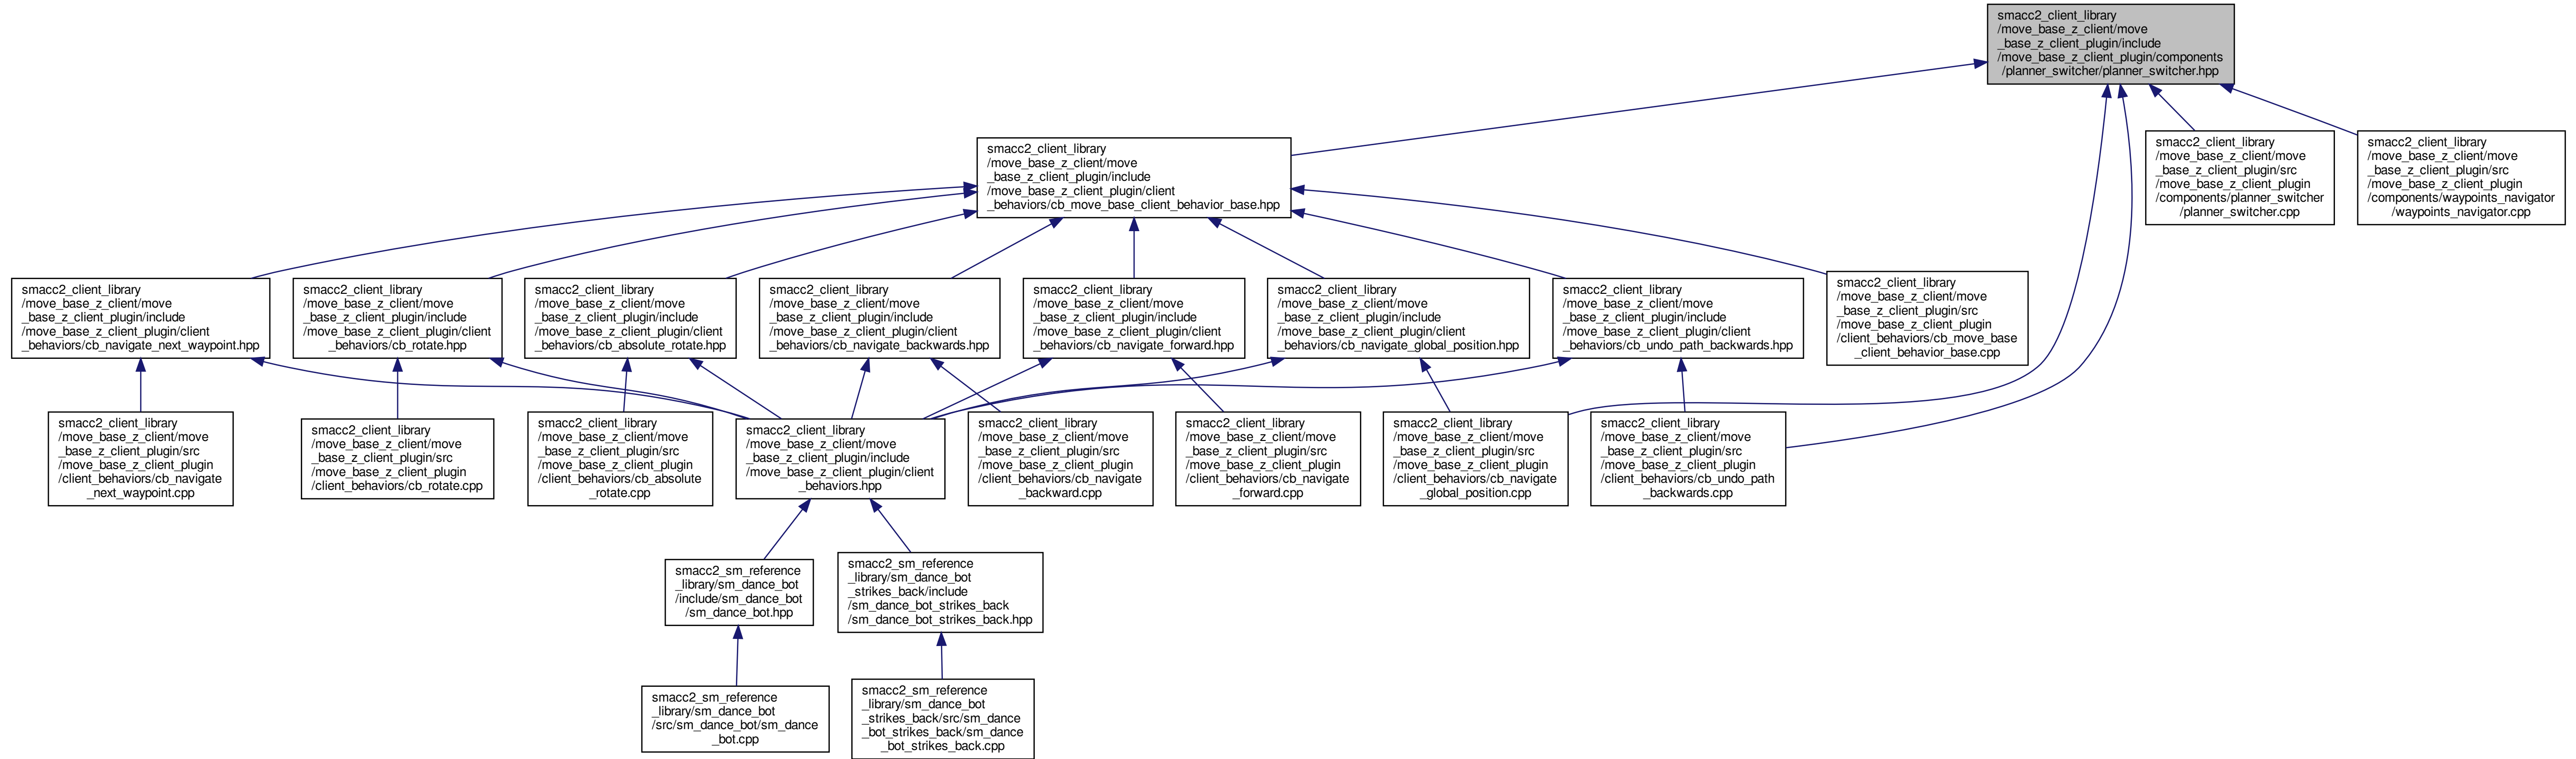 smacc2_client_library
/move_base_z_client/move
_base_z_client_plugin/include
/move_base_z_client_plugin/components
/planner_switcher/planner_switcher.hpp
smacc2_client_library
/move_base_z_client/move
_base_z_client_plugin/include
/move_base_z_client_plugin/client
_behaviors/cb_move_base_client_behavior_base.hpp
smacc2_client_library
/move_base_z_client/move
_base_z_client_plugin/src
/move_base_z_client_plugin
/components/planner_switcher
/planner_switcher.cpp
smacc2_client_library
/move_base_z_client/move
_base_z_client_plugin/src
/move_base_z_client_plugin
/components/waypoints_navigator
/waypoints_navigator.cpp
smacc2_client_library
/move_base_z_client/move
_base_z_client_plugin/include
/move_base_z_client_plugin/client
_behaviors/cb_navigate_next_waypoint.hpp
smacc2_client_library
/move_base_z_client/move
_base_z_client_plugin/include
/move_base_z_client_plugin/client
_behaviors/cb_rotate.hpp
smacc2_client_library
/move_base_z_client/move
_base_z_client_plugin/include
/move_base_z_client_plugin/client
_behaviors/cb_absolute_rotate.hpp
smacc2_client_library
/move_base_z_client/move
_base_z_client_plugin/include
/move_base_z_client_plugin/client
_behaviors/cb_navigate_backwards.hpp
smacc2_client_library
/move_base_z_client/move
_base_z_client_plugin/include
/move_base_z_client_plugin/client
_behaviors/cb_navigate_forward.hpp
smacc2_client_library
/move_base_z_client/move
_base_z_client_plugin/include
/move_base_z_client_plugin/client
_behaviors/cb_navigate_global_position.hpp
smacc2_client_library
/move_base_z_client/move
_base_z_client_plugin/include
/move_base_z_client_plugin/client
_behaviors/cb_undo_path_backwards.hpp
smacc2_client_library
/move_base_z_client/move
_base_z_client_plugin/src
/move_base_z_client_plugin
/client_behaviors/cb_move_base
_client_behavior_base.cpp
smacc2_client_library
/move_base_z_client/move
_base_z_client_plugin/src
/move_base_z_client_plugin
/client_behaviors/cb_navigate
_next_waypoint.cpp
smacc2_client_library
/move_base_z_client/move
_base_z_client_plugin/src
/move_base_z_client_plugin
/client_behaviors/cb_rotate.cpp
smacc2_client_library
/move_base_z_client/move
_base_z_client_plugin/src
/move_base_z_client_plugin
/client_behaviors/cb_absolute
_rotate.cpp
smacc2_client_library
/move_base_z_client/move
_base_z_client_plugin/include
/move_base_z_client_plugin/client
_behaviors.hpp
smacc2_client_library
/move_base_z_client/move
_base_z_client_plugin/src
/move_base_z_client_plugin
/client_behaviors/cb_navigate
_backward.cpp
smacc2_client_library
/move_base_z_client/move
_base_z_client_plugin/src
/move_base_z_client_plugin
/client_behaviors/cb_navigate
_forward.cpp
smacc2_client_library
/move_base_z_client/move
_base_z_client_plugin/src
/move_base_z_client_plugin
/client_behaviors/cb_navigate
_global_position.cpp
smacc2_client_library
/move_base_z_client/move
_base_z_client_plugin/src
/move_base_z_client_plugin
/client_behaviors/cb_undo_path
_backwards.cpp
smacc2_sm_reference
_library/sm_dance_bot
/include/sm_dance_bot
/sm_dance_bot.hpp
smacc2_sm_reference
_library/sm_dance_bot
_strikes_back/include
/sm_dance_bot_strikes_back
/sm_dance_bot_strikes_back.hpp
smacc2_sm_reference
_library/sm_dance_bot
/src/sm_dance_bot/sm_dance
_bot.cpp
smacc2_sm_reference
_library/sm_dance_bot
_strikes_back/src/sm_dance
_bot_strikes_back/sm_dance
_bot_strikes_back.cpp